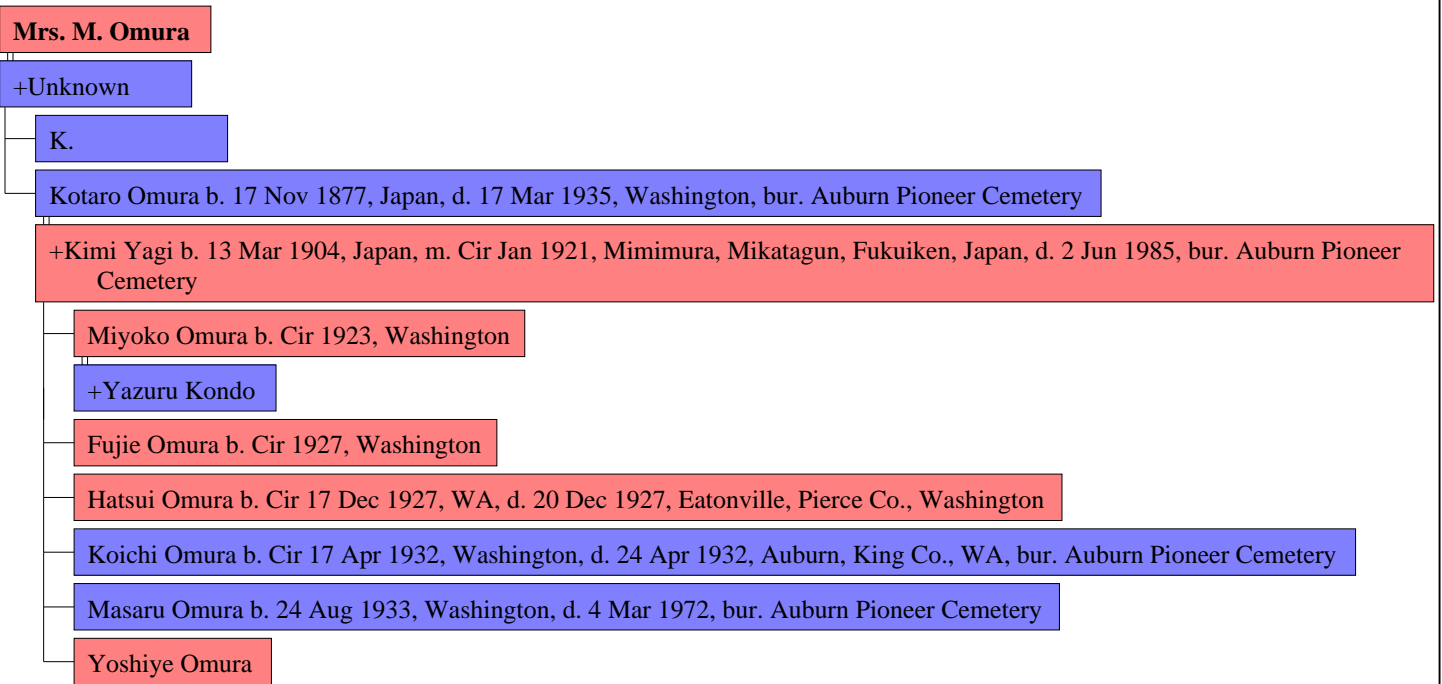 Mrs. M. Omura
+Unknown
K.
Kotaro Omura b. 17 Nov 1877, Japan, d. 17 Mar 1935, Washington, bur. Auburn Pioneer Cemetery
+Kimi Yagi b. 13 Mar 1904, Japan, m. Cir Jan 1921, Mimimura, Mikatagun, Fukuiken, Japan, d. 2 Jun 1985, bur. Auburn Pioneer
Cemetery
Miyoko Omura b. Cir 1923, Washington
+Yazuru Kondo
Fujie Omura b. Cir 1927, Washington
Hatsui Omura b. Cir 17 Dec 1927, WA, d. 20 Dec 1927, Eatonville, Pierce Co., Washington
Koichi Omura b. Cir 17 Apr 1932, Washington, d. 24 Apr 1932, Auburn, King Co., WA, bur. Auburn Pioneer Cemetery
Masaru Omura b. 24 Aug 1933, Washington, d. 4 Mar 1972, bur. Auburn Pioneer Cemetery
Yoshiye Omura